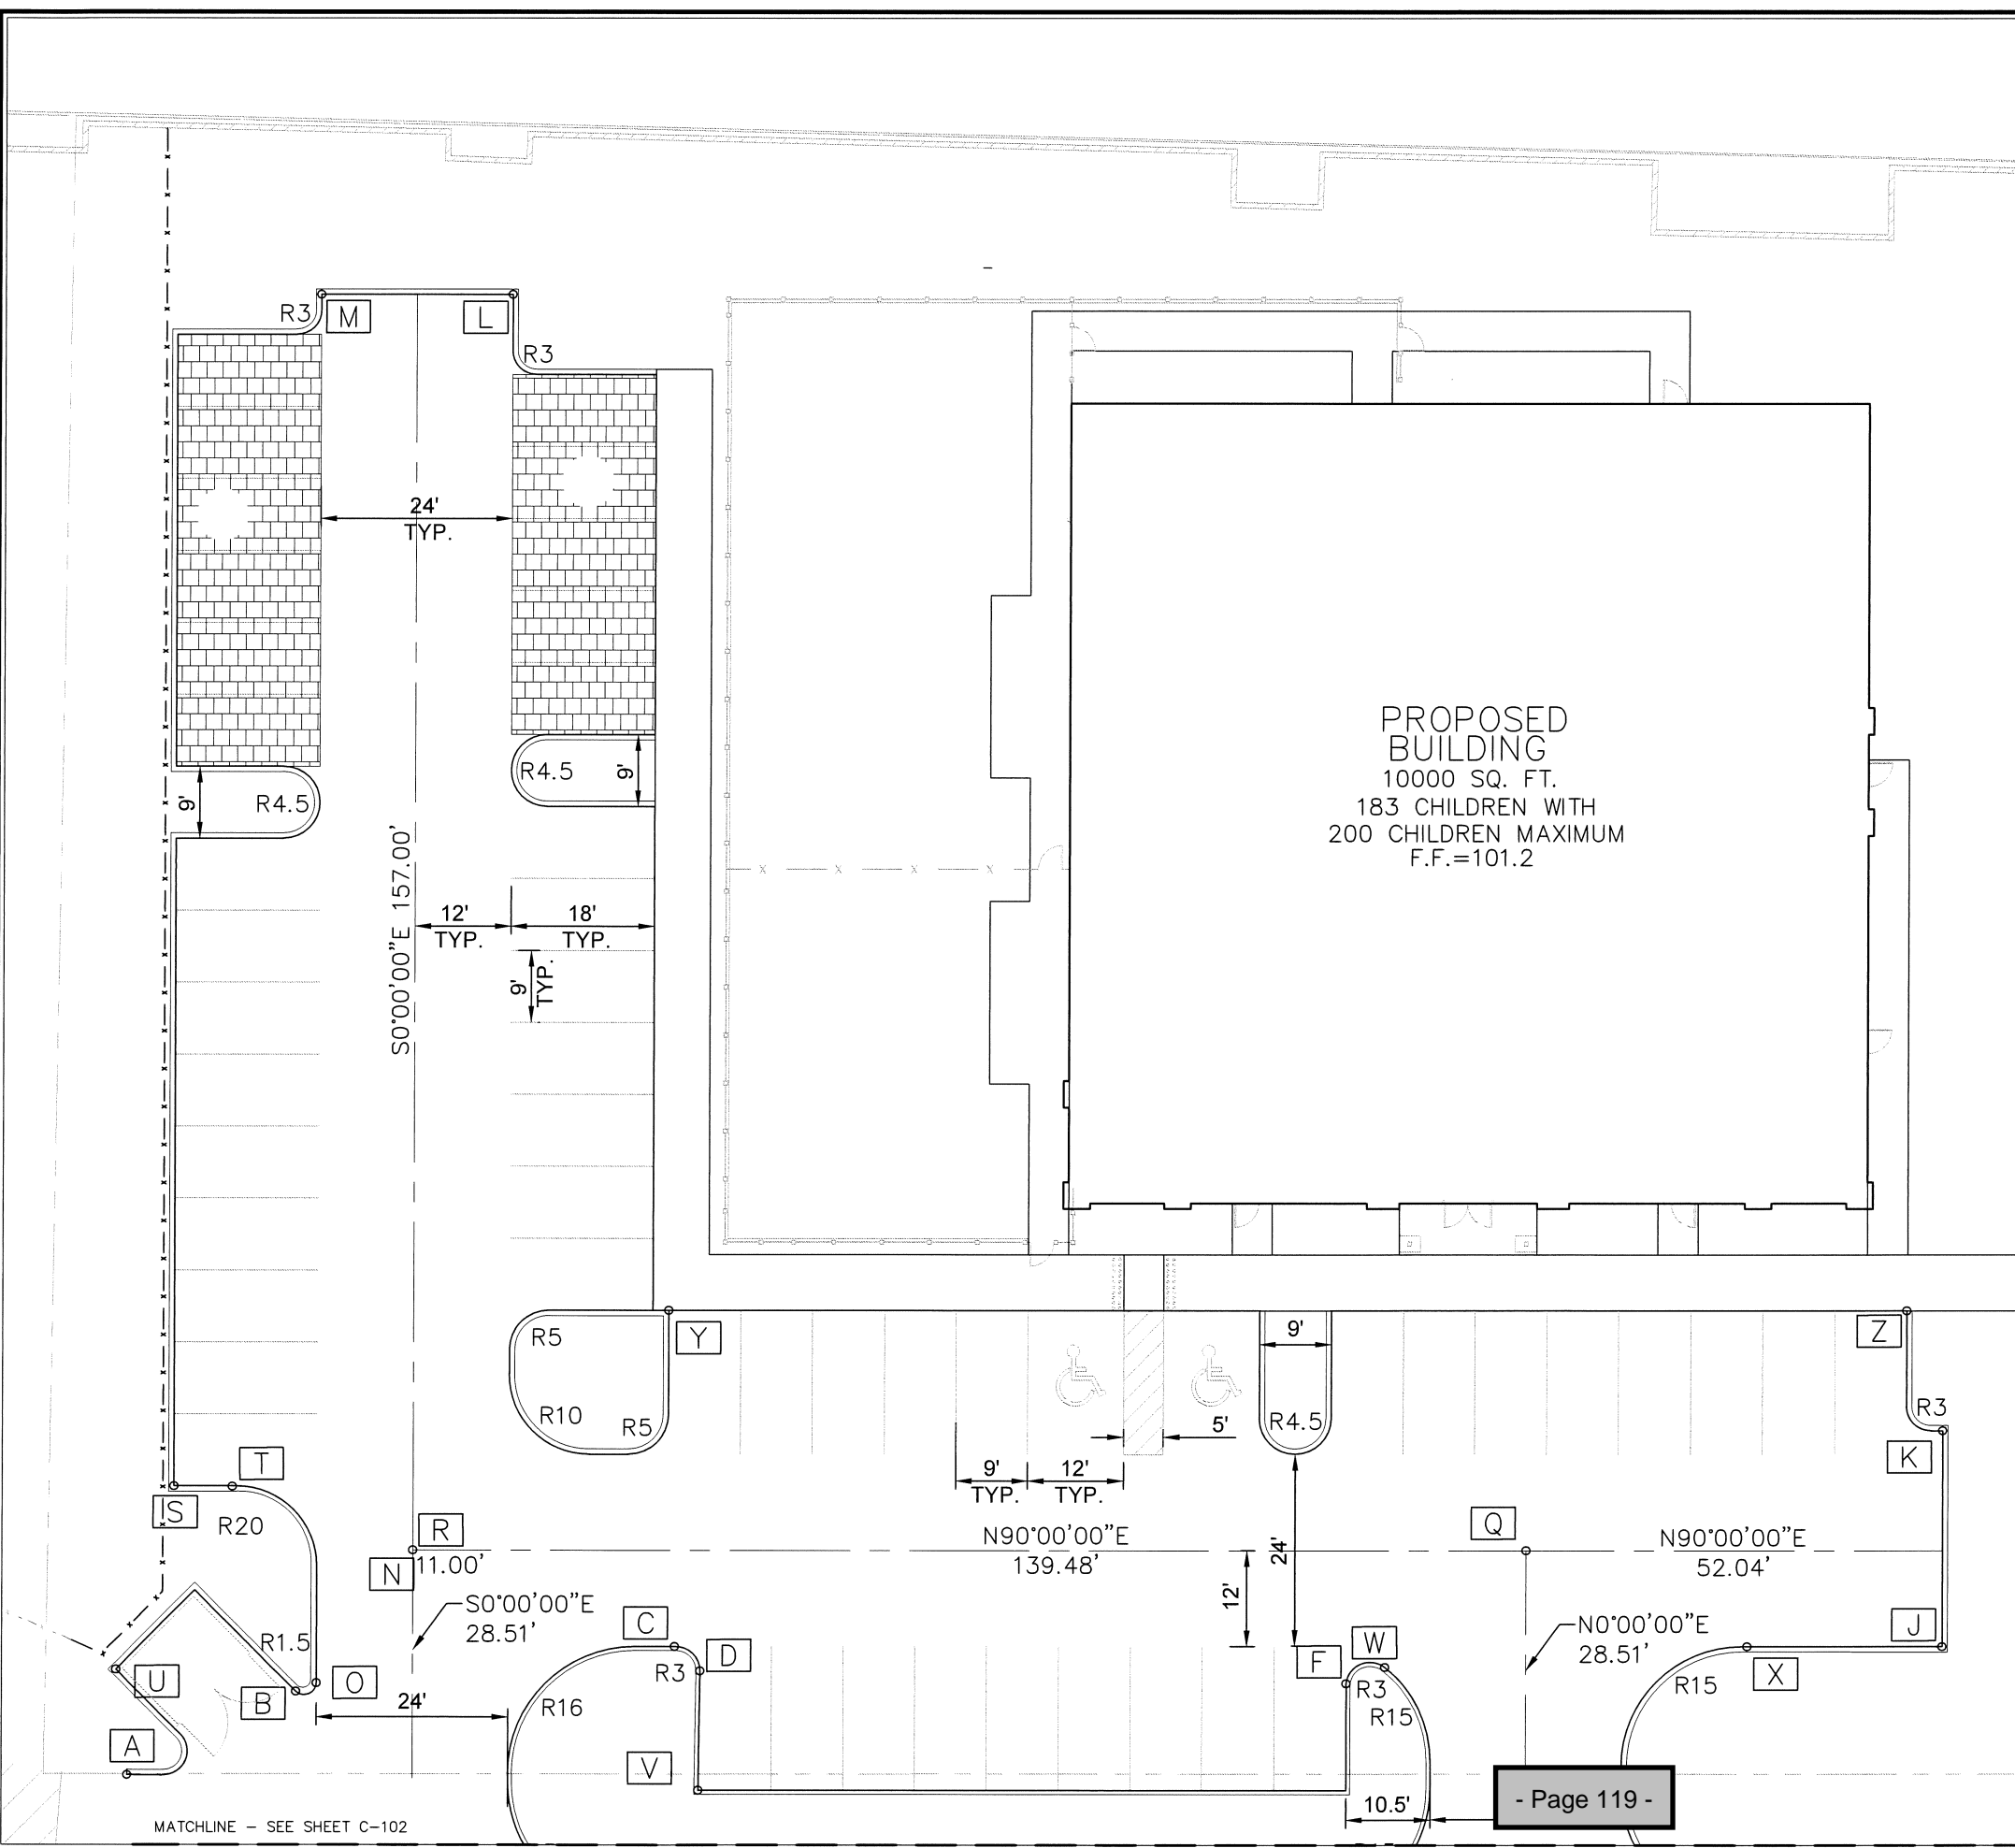 R3
M
L
R3
24'
TYP.
R4.5
9'
9'
R4.5
PROPOSED
BUILDING
10000 SQ. FT.
183 CHILDREN WITH
200 CHILDREN MAXIMUM
F.F.=101.2
S0°00'00"E 157.00'
12'
TYP.
18'
TYP.
9'
TYP.
R5
Y
R10
R5
9'
R4.5
Z
R3
K
5'
9'
TYP.
12'
TYP.
T
S
R20
R
N
11.00'
N90°00'00"E
139.48'
24'
12'
Q
N90°00'00"E
52.04'
S0°00'00"E
28.51'
N0°00'00"E
28.51'
C
D
R3
R16
V
F
W
R3
R15
J
X
R15
R1.5
U
B
O
24'
A
10.5'
- Page 119 -
MATCHLINE – SEE SHEET C–102